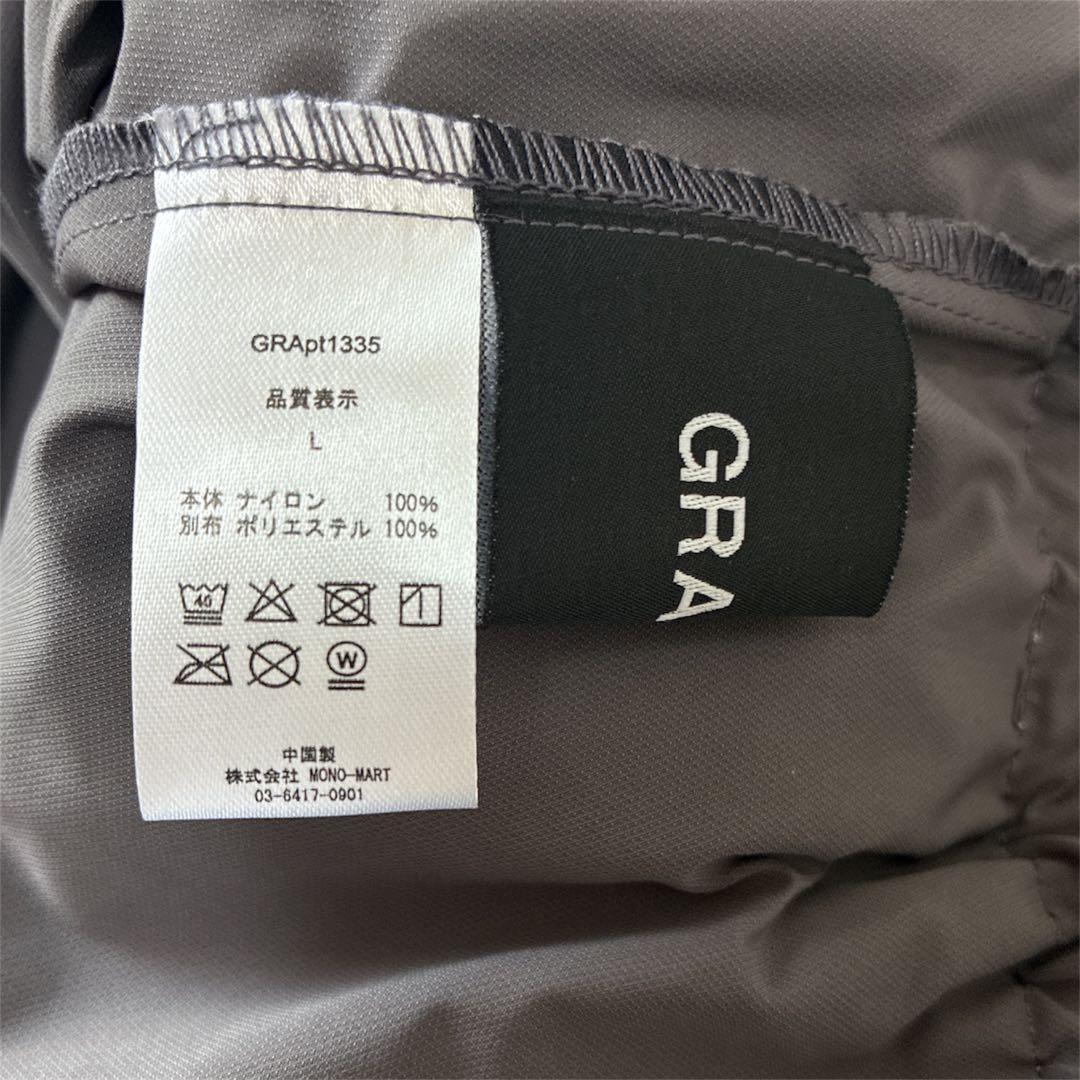 GRApt1335
品質表示
L
本体 ナイロン 100%
別布 ポリエステル 100%
40
W
中国製
株式会社 MONO-MART
03-6417-0901
GRA